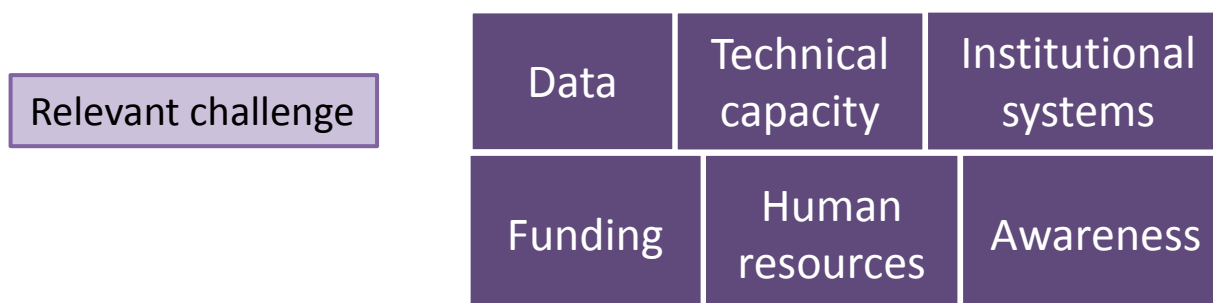 Relevant challenge
Data
Technical
capacity
Institutional
systems
Funding
Human
resources
Awareness